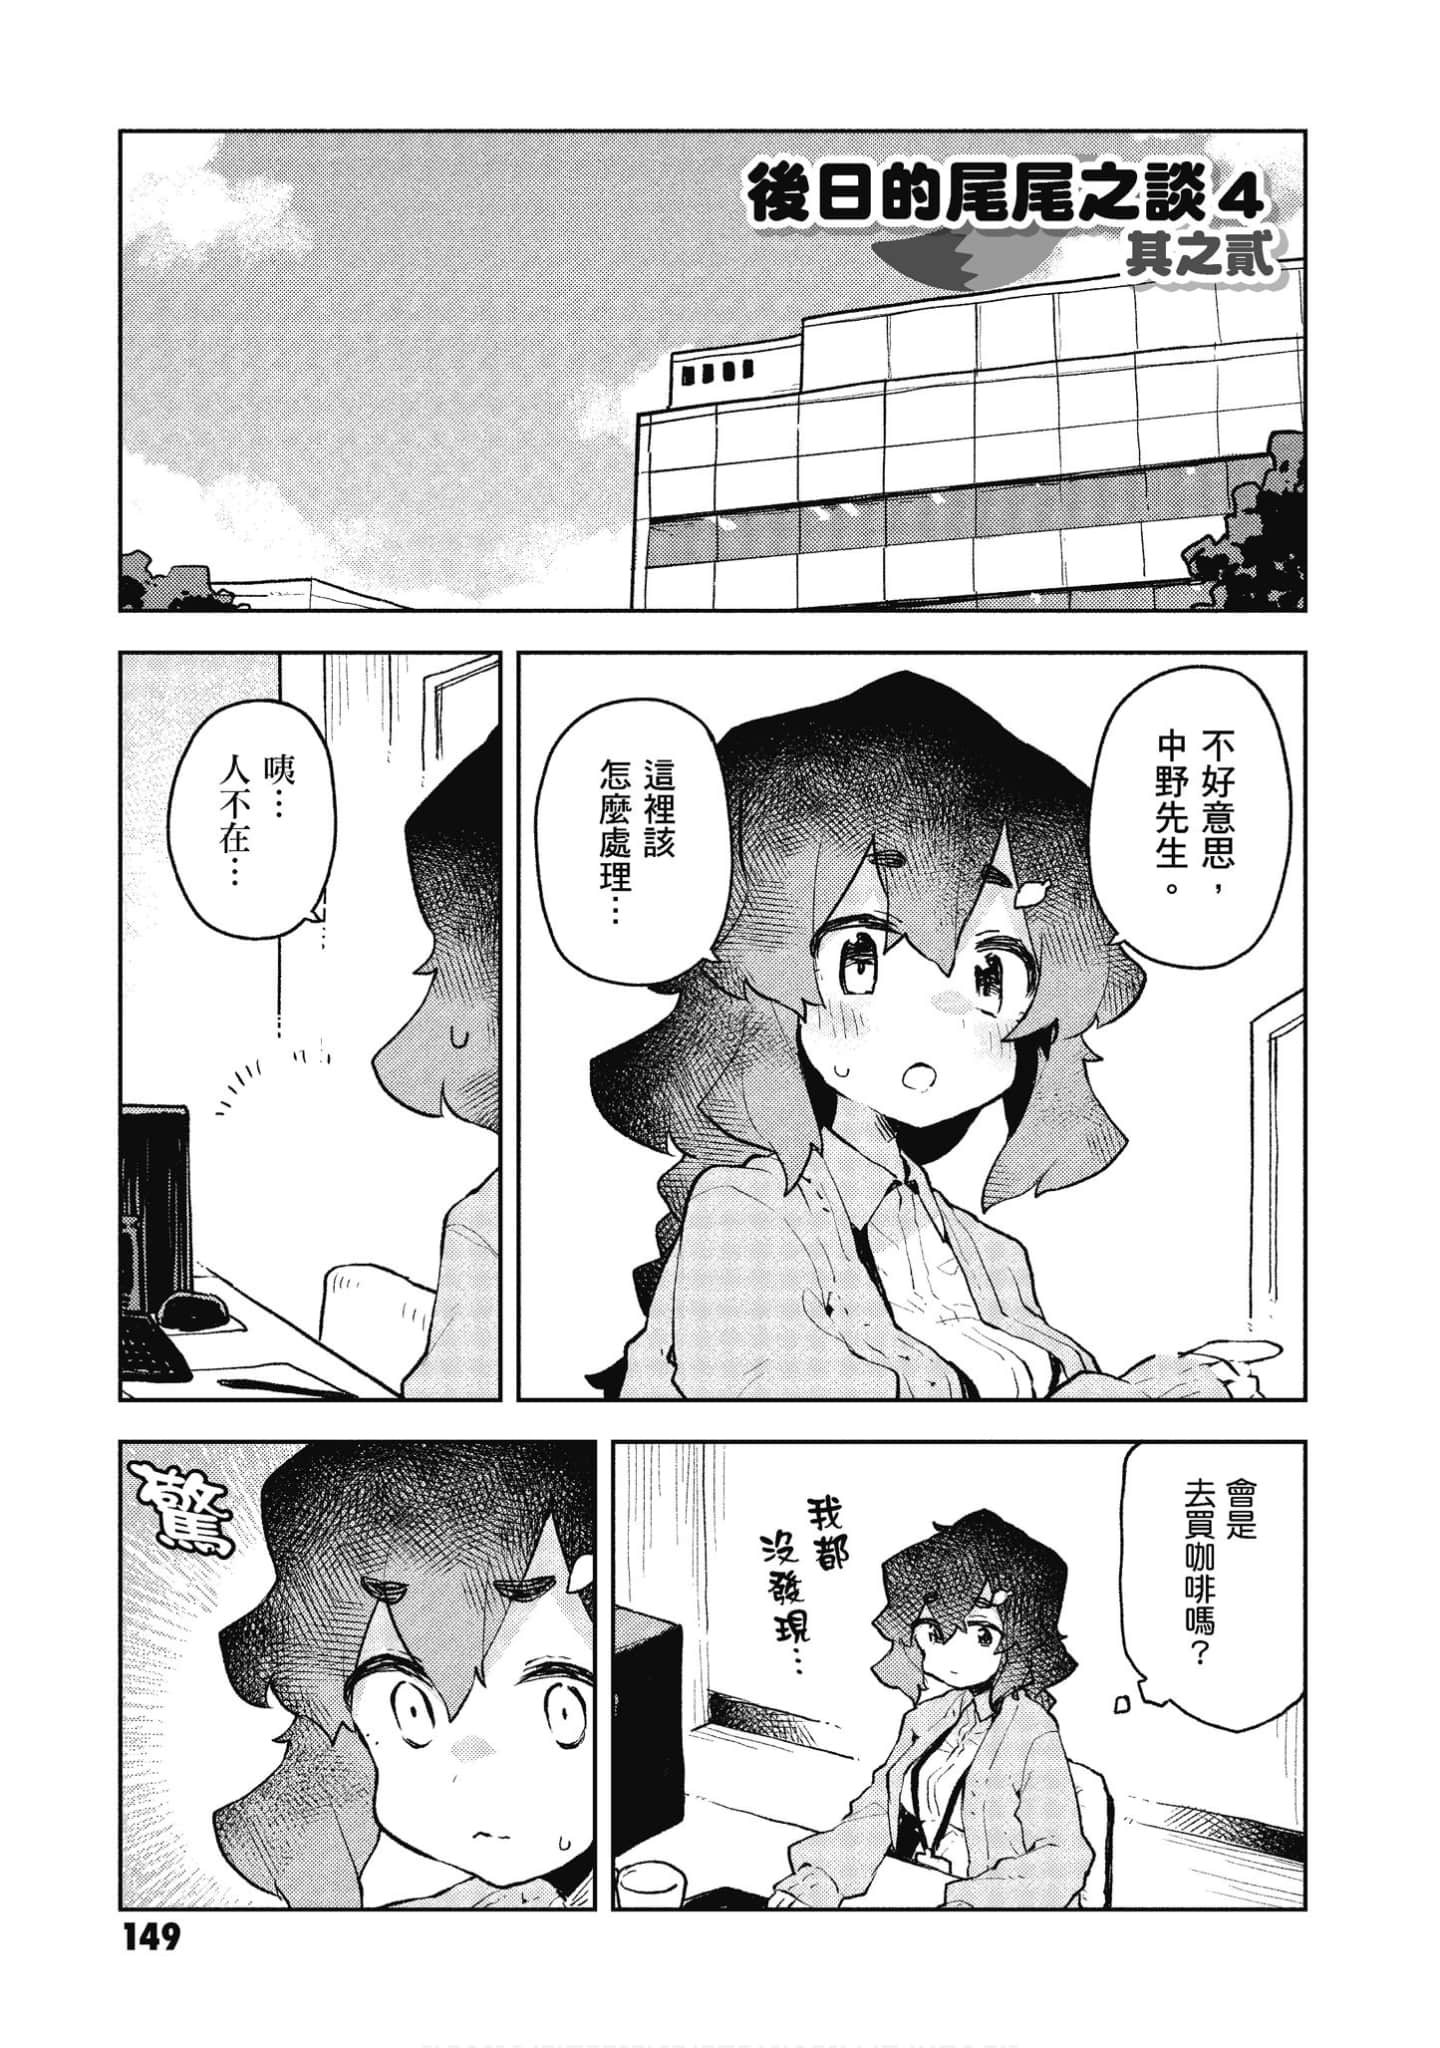 後日的尾尾之談4
其之貳
不好意思，
中野先生。
這裡該
怎麼處理…
咦…
人不在…
會是
去買咖啡嗎？
我都
沒發現…
驚
149